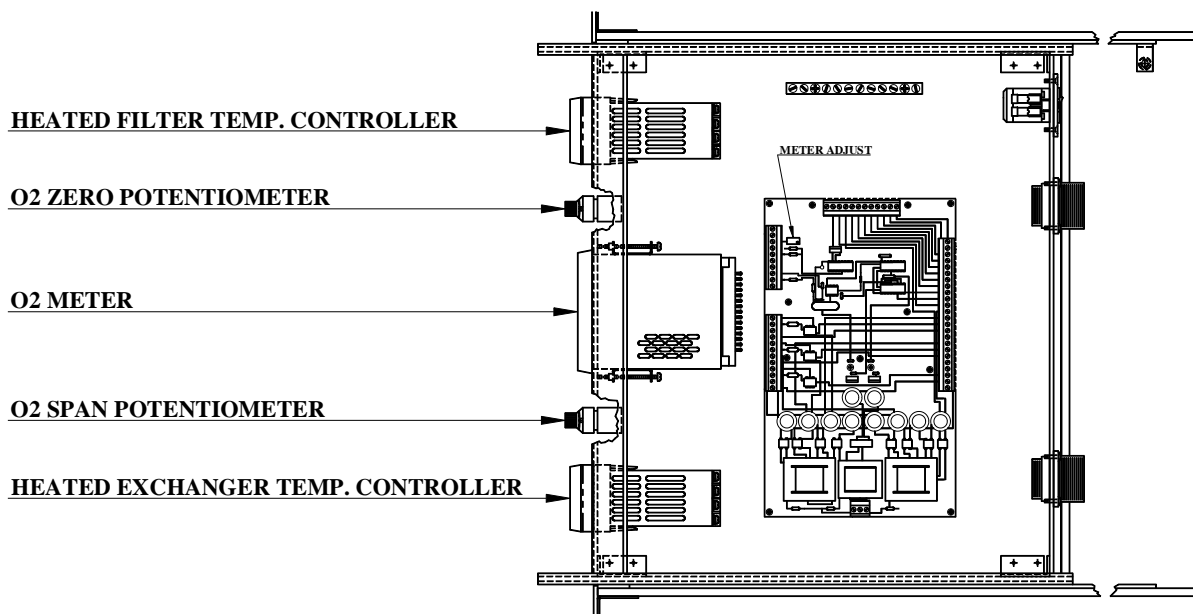 HEATED FILTER TEMP. CONTROLLER
METER ADJUST
O2 ZERO POTENTIOMETER
O2 METER
O2 SPAN POTENTIOMETER
HEATED EXCHANGER TEMP. CONTROLLER